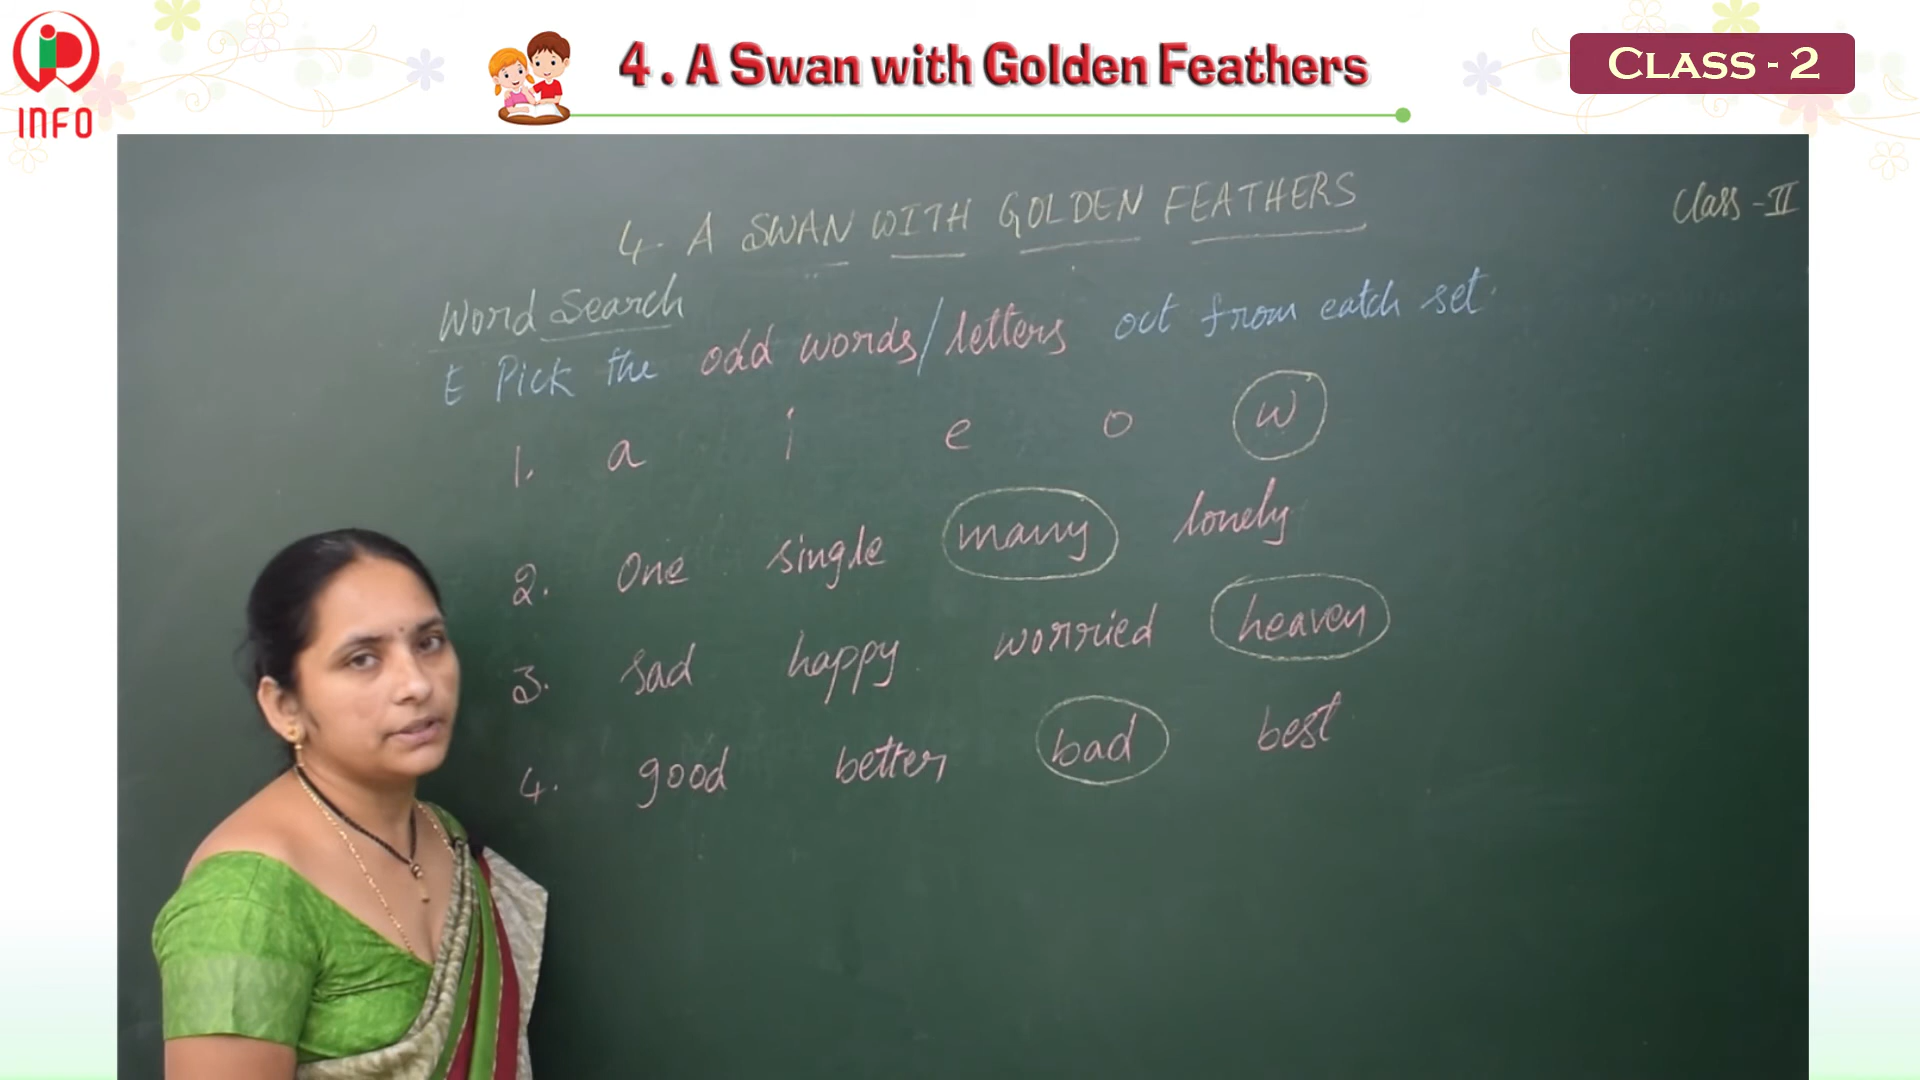 INFO
4. A Swan with Golden Feathers
CLASS - 2
4. A SWAN WITH GOLDEN FEATHERS
Class - II
Word Search
E Pick the odd words/letters out from eatch set.
1. a i e o w
2. One single many lonely
3. sad happy worried heaven
4. good better bad best